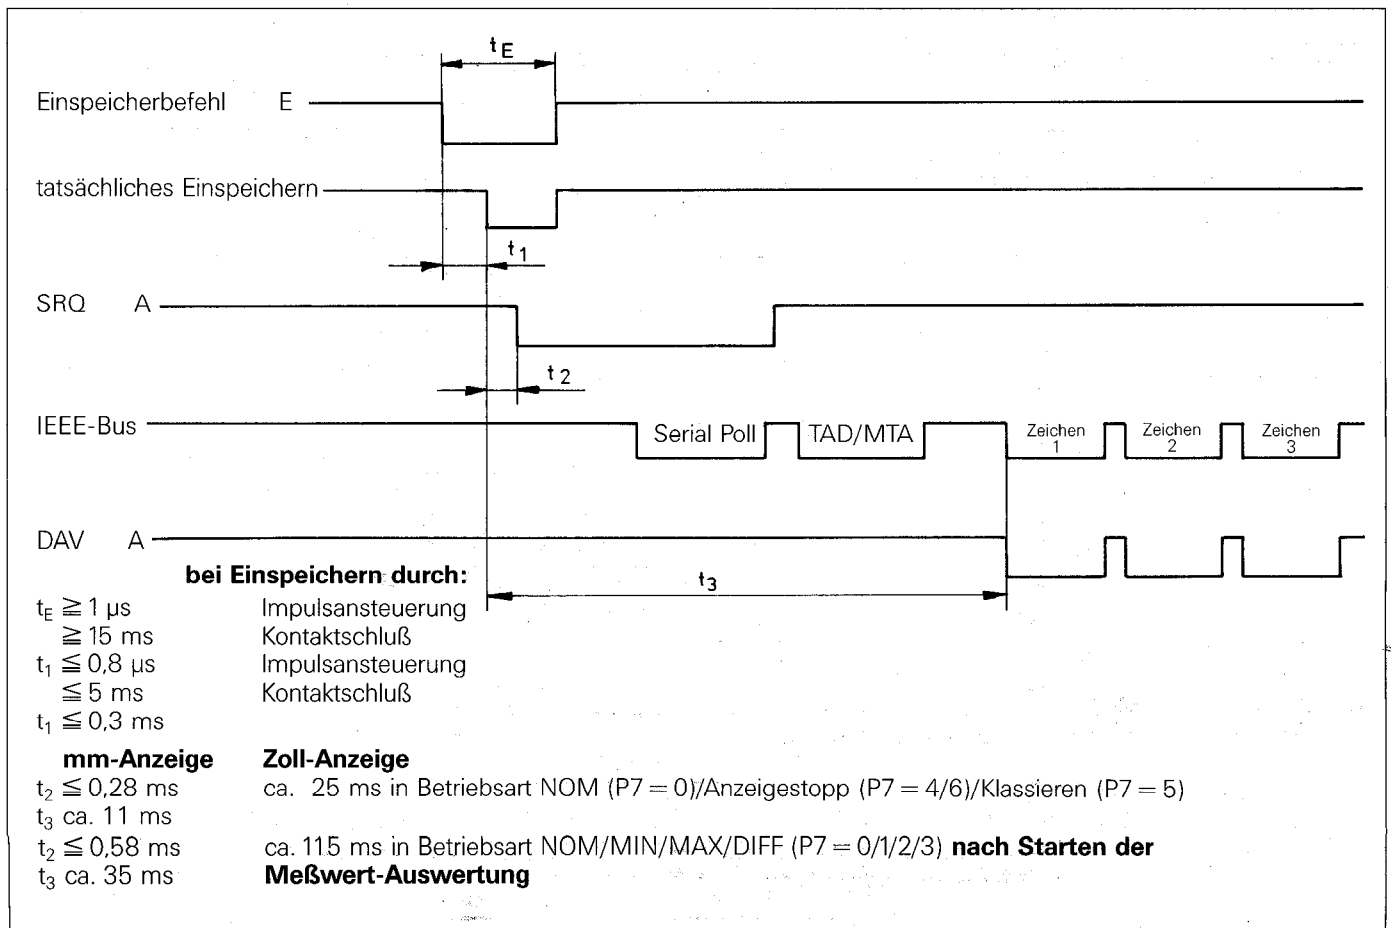 tE
Einspeicherbefehl E
tatsächliches Einspeichern
t1
SRQ A
t2
IEEE-Bus
Serial Poll
TAD/MTA
Zeichen 1
Zeichen 2
Zeichen 3
DAV A
t3
bei Einspeichern durch:
tE ≧ 1 µs Impulsansteuerung
≧ 15 ms Kontaktschluß
t1 ≦ 0,8 µs Impulsansteuerung
≦ 5 ms Kontaktschluß
t1 ≦ 0,3 ms
mm-Anzeige Zoll-Anzeige
t2 ≦ 0,28 ms ca. 25 ms in Betriebsart NOM (P7 = 0)/Anzeigestopp (P7 = 4/6)/Klassieren (P7 = 5)
t3 ca. 11 ms
t2 ≦ 0,58 ms ca. 115 ms in Betriebsart NOM/MIN/MAX/DIFF (P7 = 0/1/2/3) nach Starten der
t3 ca. 35 ms Meßwert-Auswertung